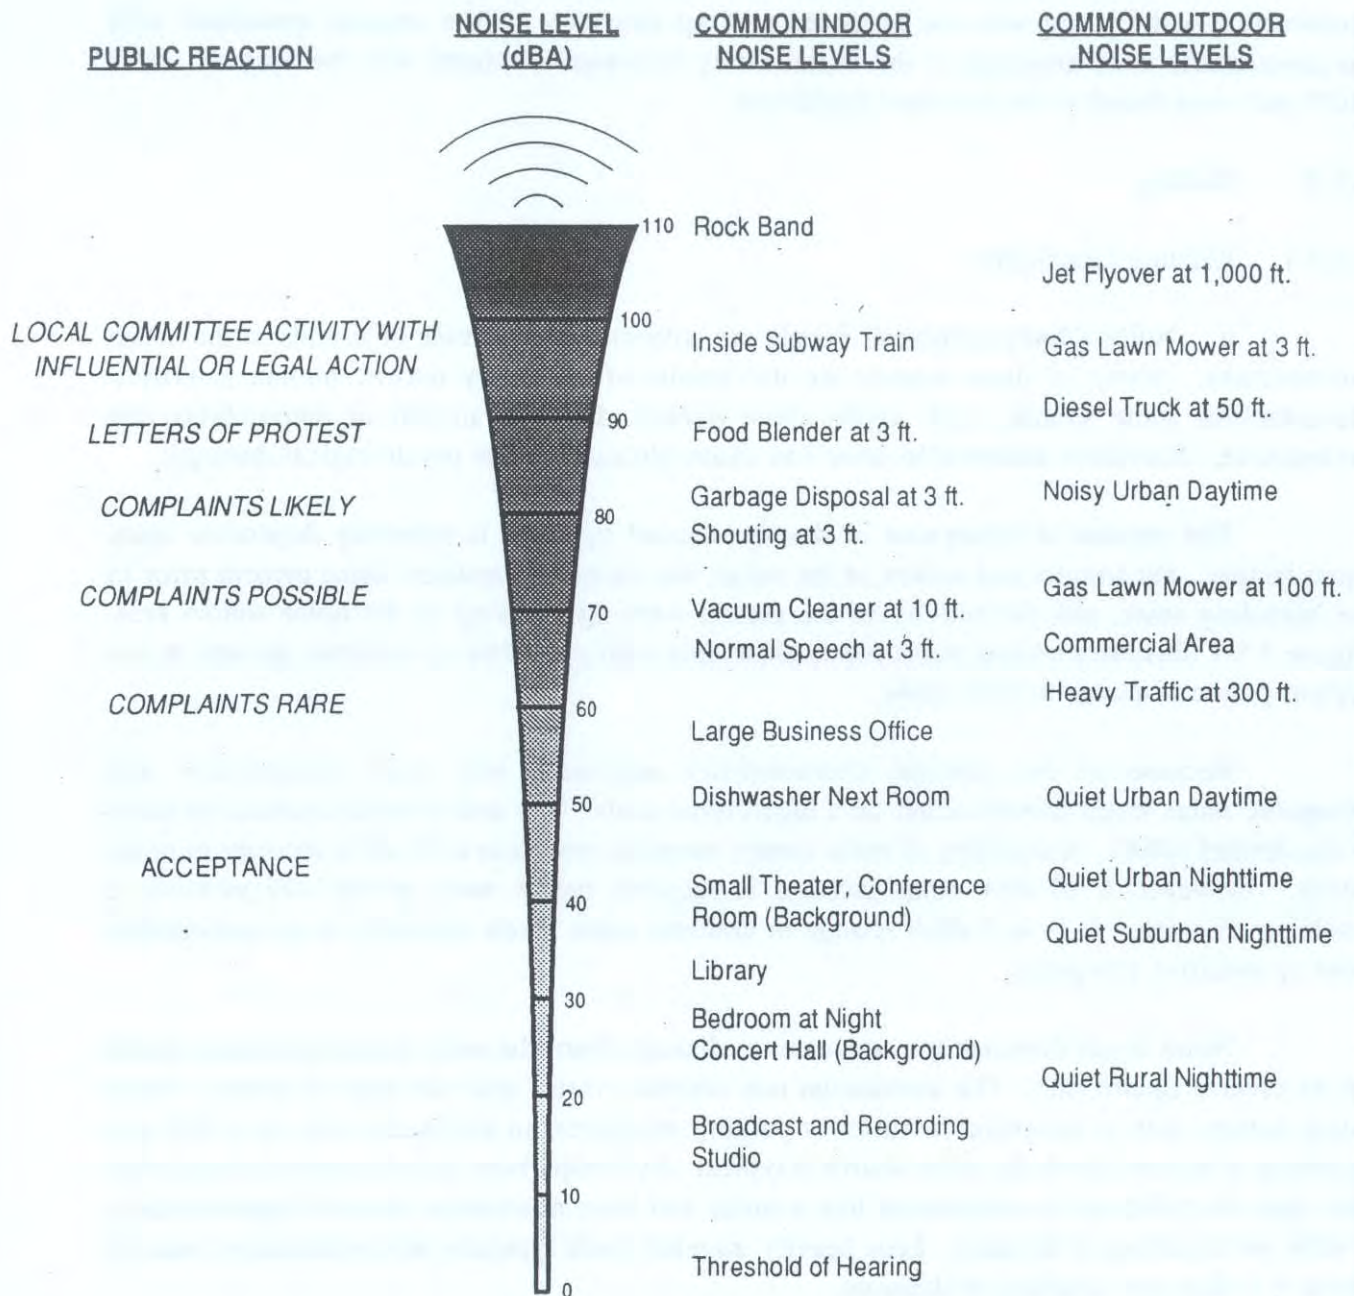 PUBLIC REACTION
NOISE LEVEL
(dBA)
COMMON INDOOR
NOISE LEVELS
COMMON OUTDOOR
NOISE LEVELS
110
Rock Band
Jet Flyover at 1,000 ft.
100
LOCAL COMMITTEE ACTIVITY WITH
INFLUENTIAL OR LEGAL ACTION
Inside Subway Train
Gas Lawn Mower at 3 ft.
Diesel Truck at 50 ft.
90
LETTERS OF PROTEST
Food Blender at 3 ft.
COMPLAINTS LIKELY
Garbage Disposal at 3 ft.
Noisy Urban Daytime
80
Shouting at 3 ft.
COMPLAINTS POSSIBLE
Gas Lawn Mower at 100 ft.
70
Vacuum Cleaner at 10 ft.
Normal Speech at 3 ft.
Commercial Area
COMPLAINTS RARE
Heavy Traffic at 300 ft.
60
Large Business Office
50
Dishwasher Next Room
Quiet Urban Daytime
ACCEPTANCE
Small Theater, Conference
Room (Background)
Quiet Urban Nighttime
40
Quiet Suburban Nighttime
Library
30
Bedroom at Night
Concert Hall (Background)
Quiet Rural Nighttime
20
Broadcast and Recording
Studio
10
Threshold of Hearing
0